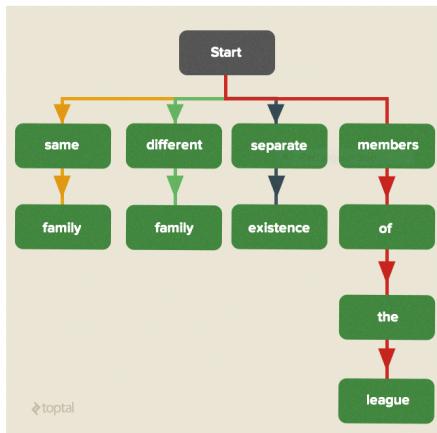 Start
same different separate members
family family existence of
the
league
toptal